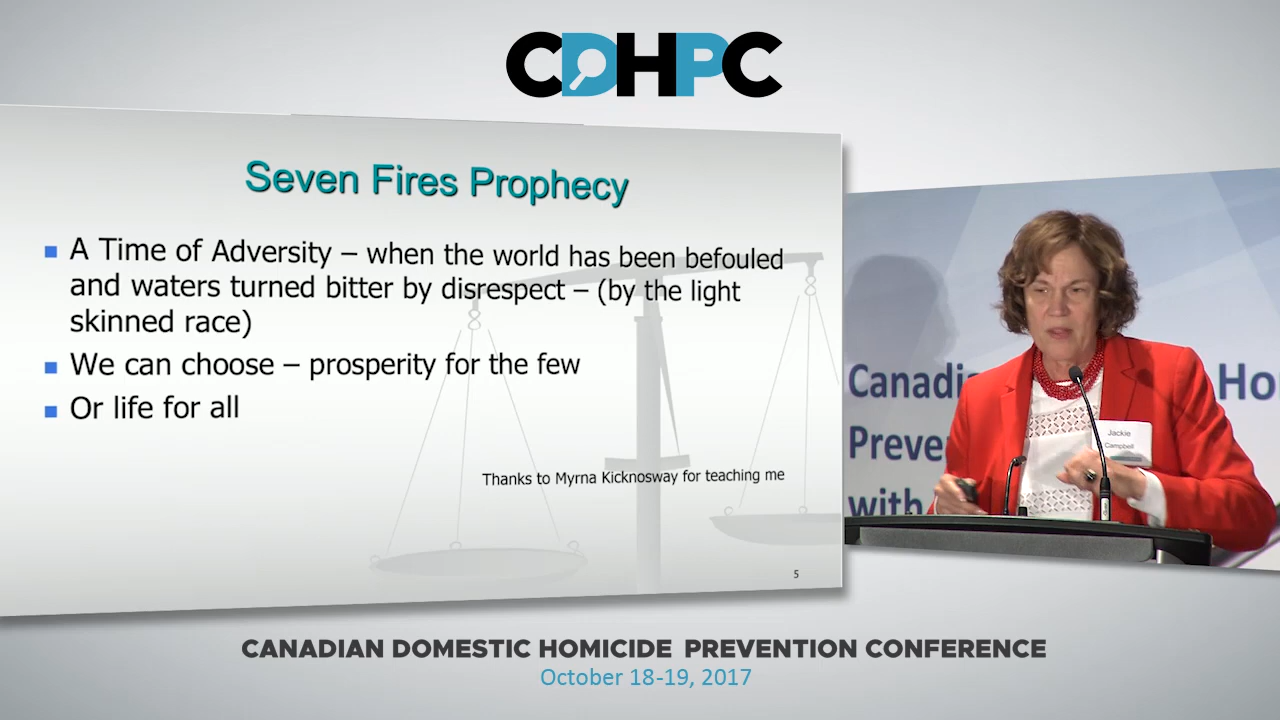 CDHPC
Seven Fires Prophecy
A Time of Adversity – when the world has been befouled
and waters turned bitter by disrespect – (by the light
skinned race)
We can choose – prosperity for the few
Or life for all
Thanks to Myrna Kicknosway for teaching me
5
Canadi
Ho
Preve
with
Jackie
Campbell
CANADIAN DOMESTIC HOMICIDE PREVENTION CONFERENCE
October 18-19, 2017